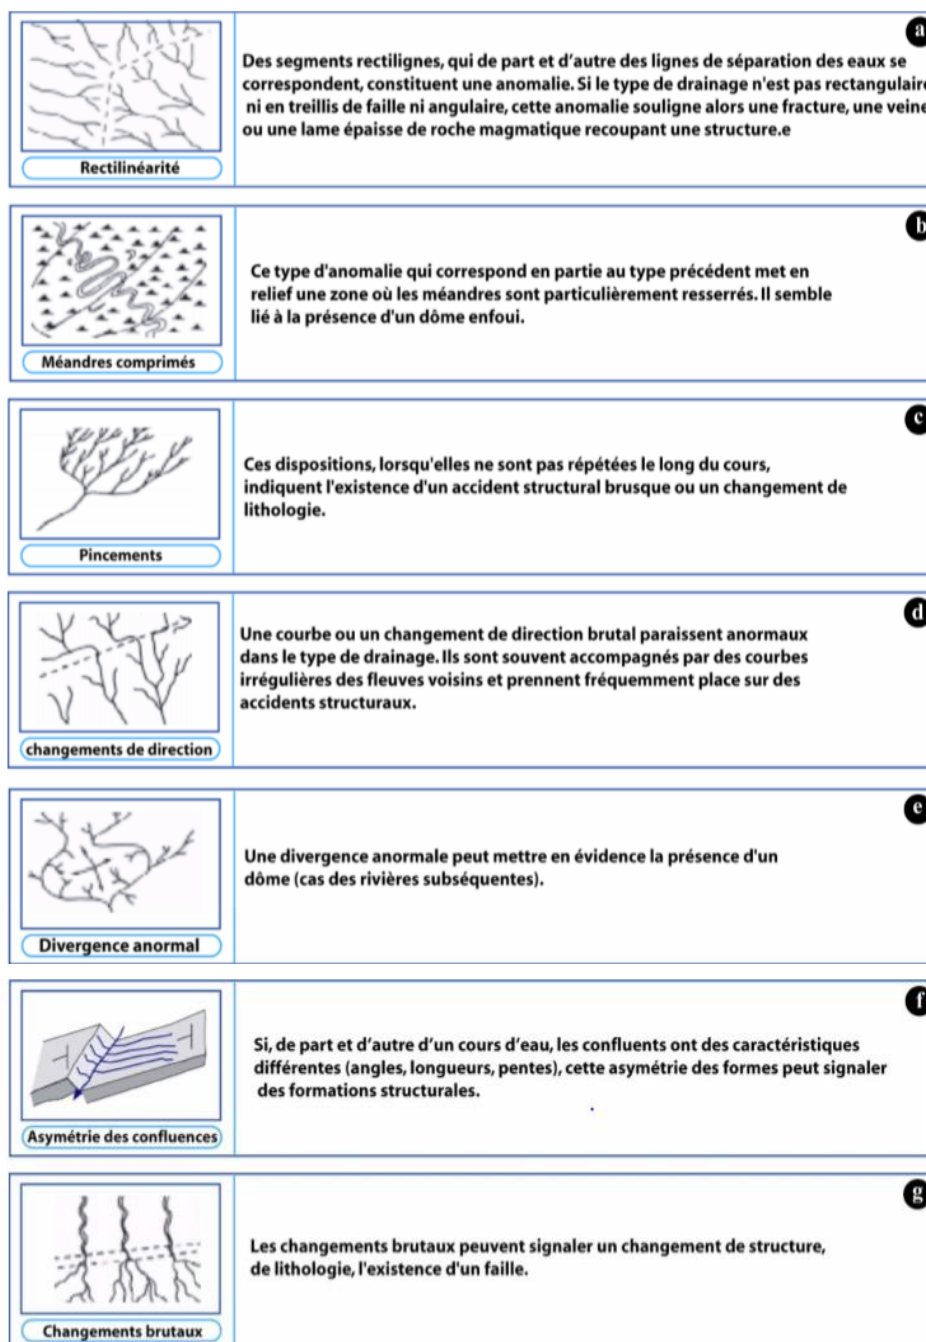 a
Des segments rectilignes, qui de part et d'autre des lignes de séparation des eaux se
correspondent, constituent une anomalie. Si le type de drainage n'est pas rectangulaire
ni en treillis de faille ni angulaire, cette anomalie souligne alors une fracture, une veine
ou une lame épaisse de roche magmatique recoupant une structure.e
Rectilinéarité
b
Ce type d'anomalie qui correspond en partie au type précédent met en
relief une zone où les méandres sont particulièrement resserrés. Il semble
lié à la présence d'un dôme enfoui.
Méandres comprimés
c
Ces dispositions, lorsqu'elles ne sont pas répétées le long du cours,
indiquent l'existence d'un accident structural brusque ou un changement de
lithologie.
Pincements
d
Une courbe ou un changement de direction brutal paraissent anormaux
dans le type de drainage. Ils sont souvent accompagnés par des courbes
irrégulières des fleuves voisins et prennent fréquemment place sur des
accidents structuraux.
changements de direction
e
Une divergence anormale peut mettre en évidence la présence d'un
dôme (cas des rivières subséquentes).
Divergence anormal
f
Si, de part et d'autre d'un cours d'eau, les confluents ont des caractéristiques
différentes (angles, longueurs, pentes), cette asymétrie des formes peut signaler
des formations structurales.
Asymétrie des confluences
g
Les changements brutaux peuvent signaler un changement de structure,
de lithologie, l'existence d'un faille.
Changements brutaux